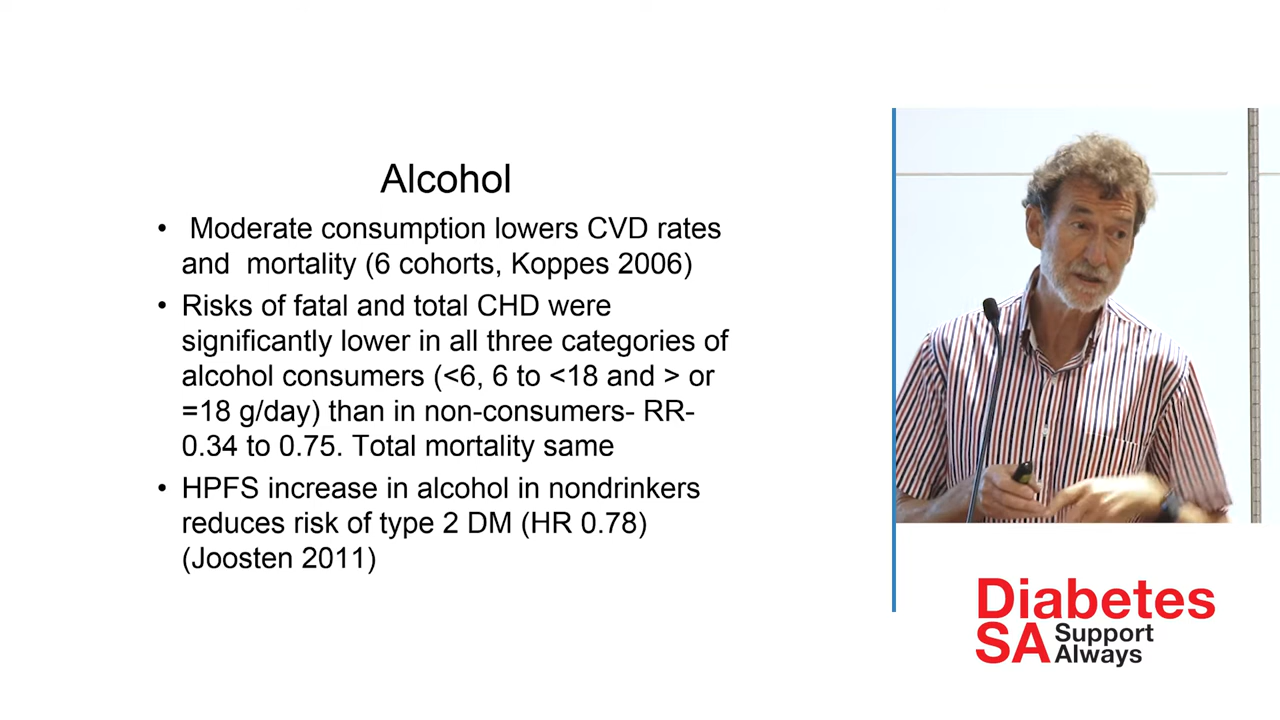 Alcohol
• Moderate consumption lowers CVD rates
and mortality (6 cohorts, Koppes 2006)
• Risks of fatal and total CHD were
significantly lower in all three categories of
alcohol consumers (<6, 6 to <18 and > or
=18 g/day) than in non-consumers- RR-
0.34 to 0.75. Total mortality same
• HPFS increase in alcohol in nondrinkers
reduces risk of type 2 DM (HR 0.78)
(Joosten 2011)
Diabetes
SA Support
Always